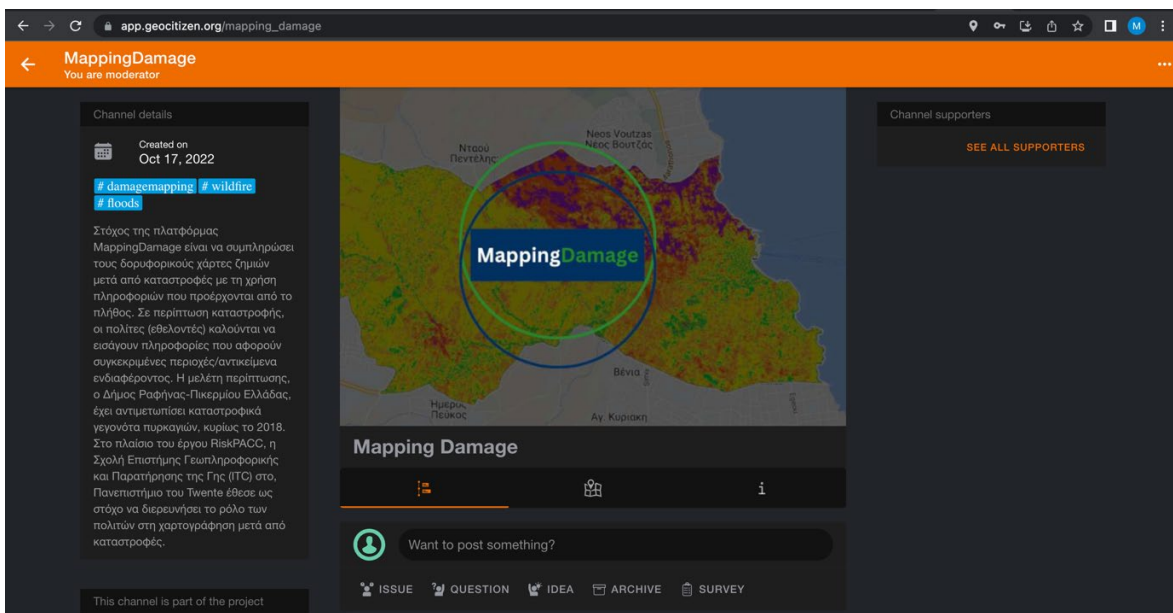 app.geocitizen.org/mapping_damage
M
MappingDamage
You are moderator
Channel details
Created on
Oct 17, 2022
# damagemapping # wildfire
# floods
Στόχος της πλατφόρμας
MappingDamage είναι να συμπληρώσει
τους δορυφορικούς χάρτες ζημιών
μετά από καταστροφές με τη χρήση
πληροφοριών που προέρχονται από το
πλήθος. Σε περίπτωση καταστροφής,
οι πολίτες (εθελοντές) καλούνται να
εισάγουν πληροφορίες που αφορούν
συγκεκριμένες περιοχές/αντικείμενα
ενδιαφέροντος. Η μελέτη περίπτωσης,
ο Δήμος Ραφήνας-Πικερμίου Ελλάδας,
έχει αντιμετωπίσει καταστροφικά
γεγονότα πυρκαγιών, κυρίως το 2018.
Στο πλαίσιο του έργου RiskPACC, η
Σχολή Επιστήμης Γεωπληροφορικής
και Παρατήρησης της Γης (ITC) στο,
Πανεπιστήμιο του Twente έθεσε ως
στόχο να διερευνήσει το ρόλο των
πολιτών στη χαρτογράφηση μετά από
καταστροφές.
This channel is part of the project
Neos Voutzas
Νέος Βουτζάς
Νταού
Πεντέλης
MappingDamage
Βένια
Ημερος
Πεύκος
Αγ. Κυριακη
Mapping Damage
Want to post something?
ISSUE QUESTION IDEA ARCHIVE SURVEY
Channel supporters
SEE ALL SUPPORTERS